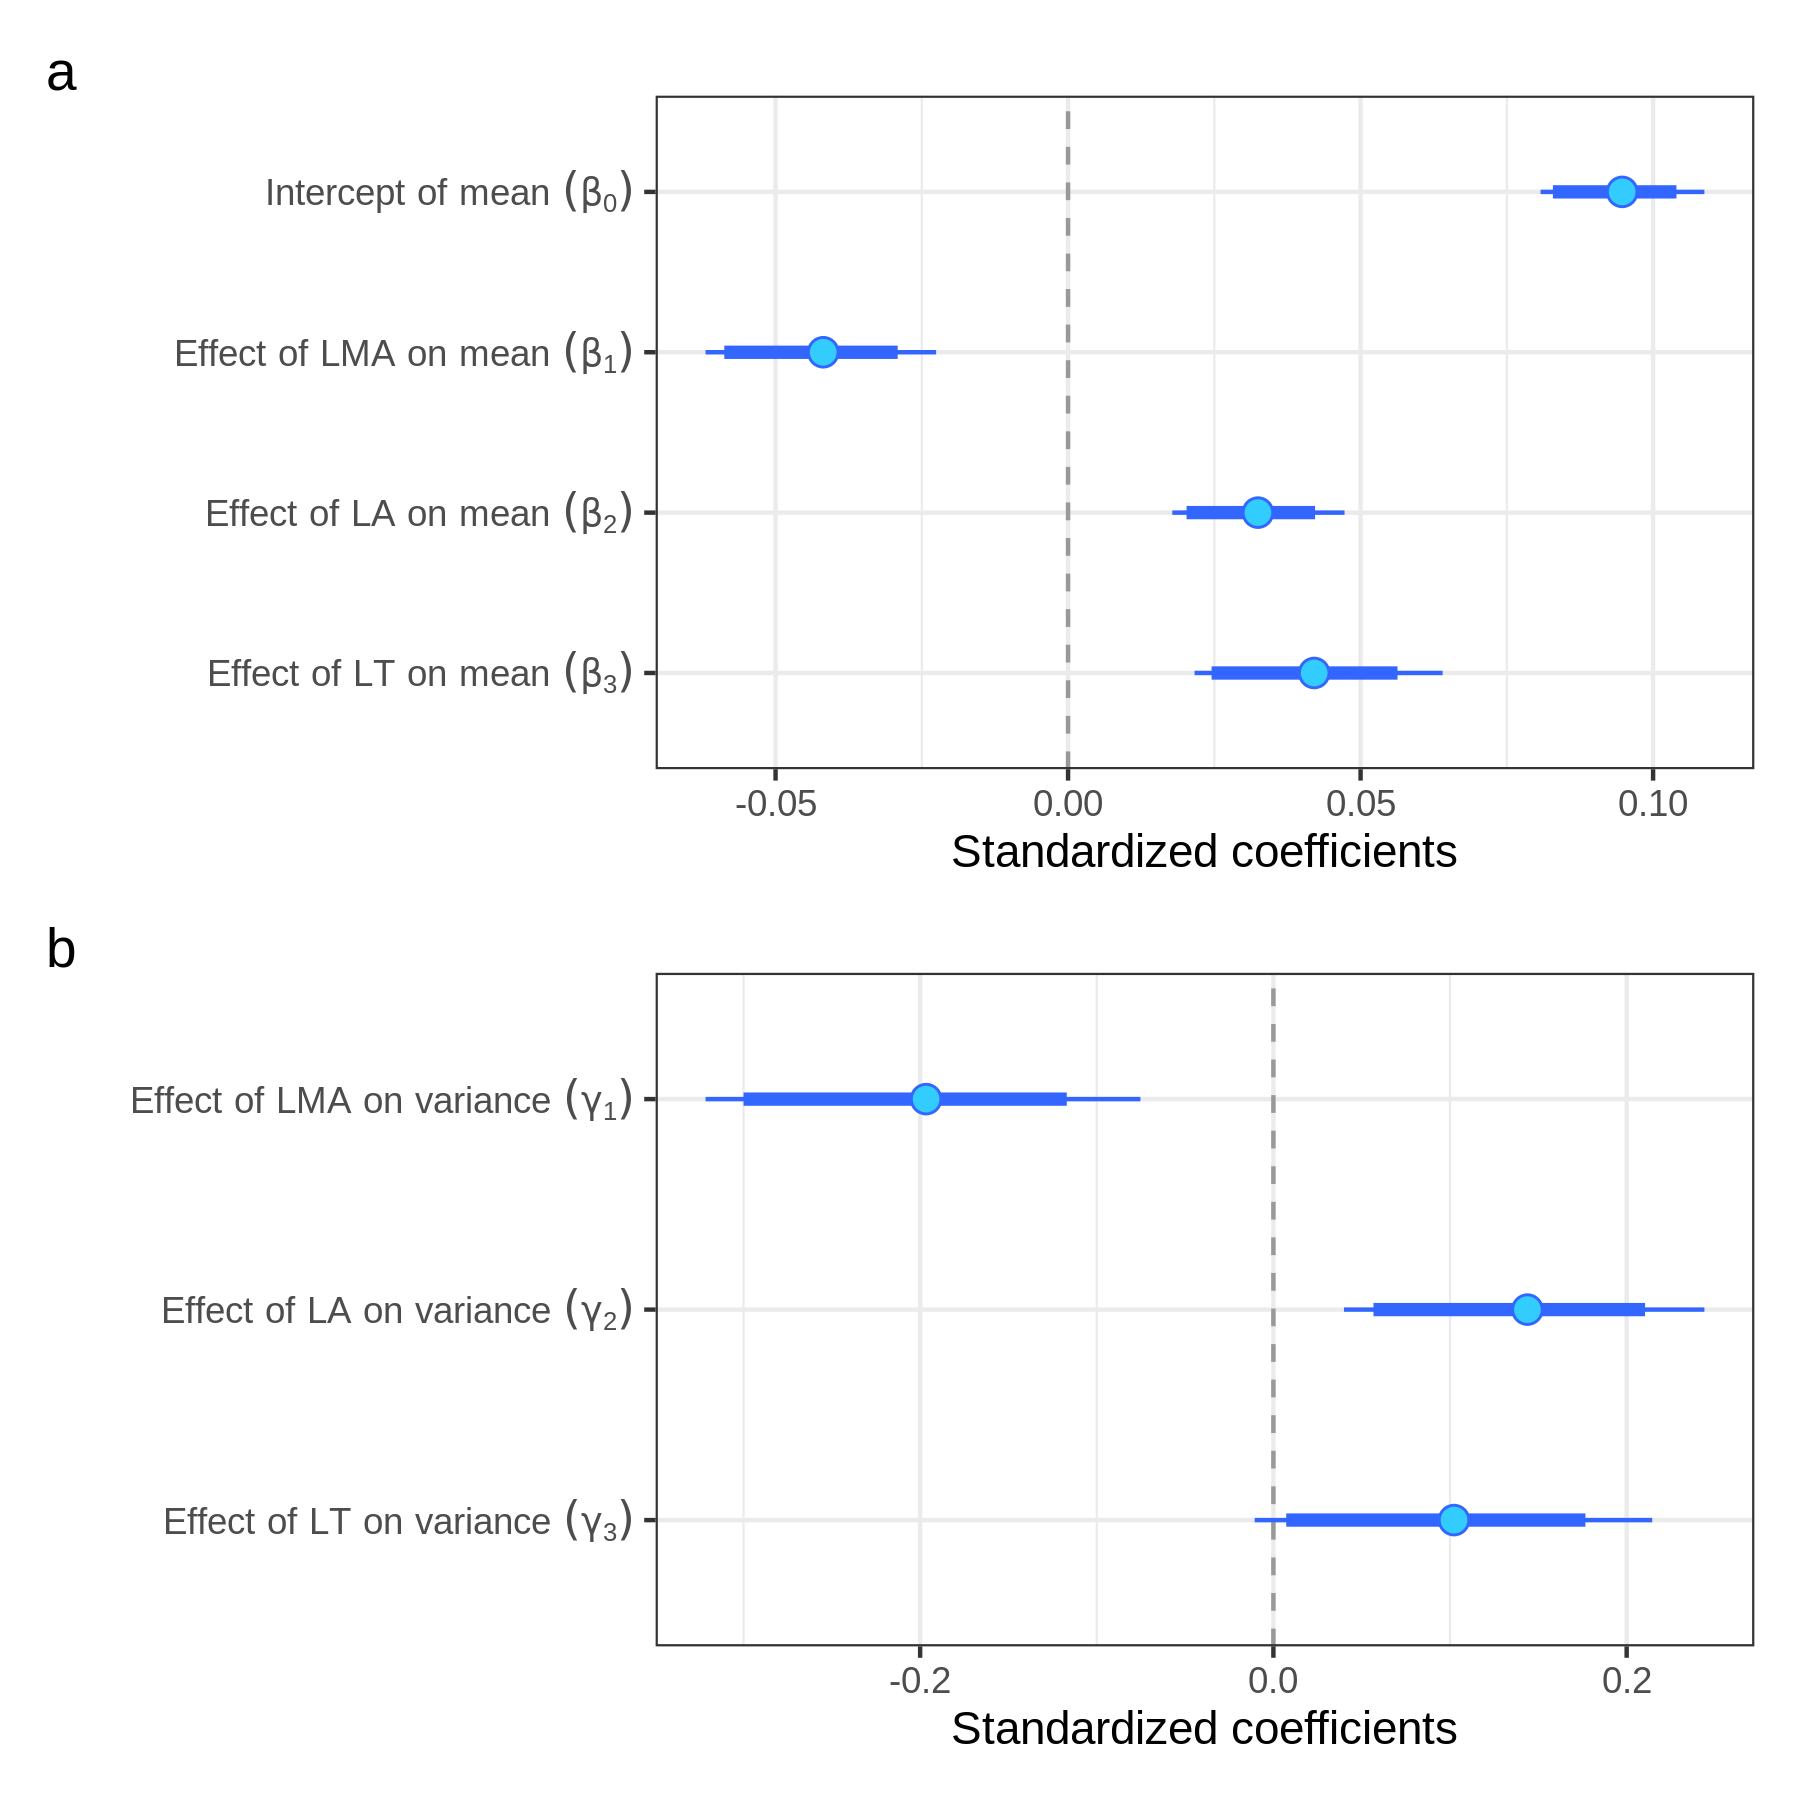 a
Intercept of mean (β₀)
Effect of LMA on mean (β₁)
Effect of LA on mean (β₂)
Effect of LT on mean (β₃)
-0.05 0.00 0.05 0.10
Standardized coefficients
b
Effect of LMA on variance (γ₁)
Effect of LA on variance (γ₂)
Effect of LT on variance (γ₃)
-0.2 0.0 0.2
Standardized coefficients